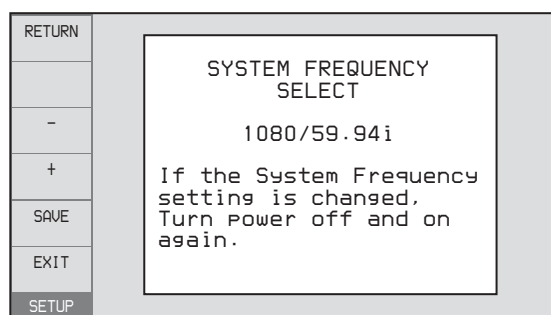 RETURN
−
+
SAVE
EXIT
SETUP
SYSTEM FREQUENCY
SELECT
1080/59.94i
If the System Frequency
setting is changed,
Turn power off and on
again.